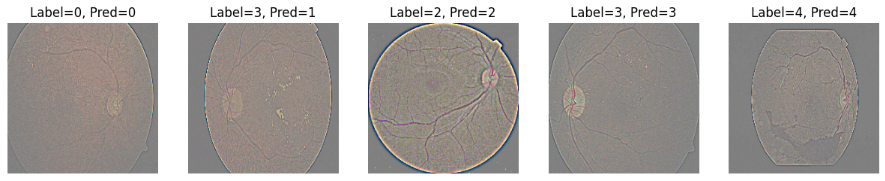 Label=0, Pred=0
Label=3, Pred=1
Label=2, Pred=2
Label=3, Pred=3
Label=4, Pred=4